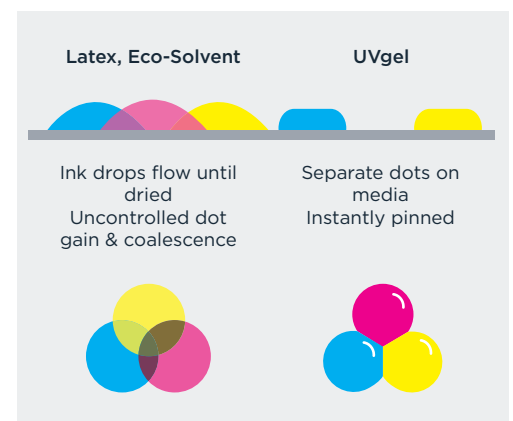 Latex, Eco-Solvent
Ink drops flow until
dried
Uncontrolled dot
gain & coalescence
UVgel
Separate dots on
media
Instantly pinned